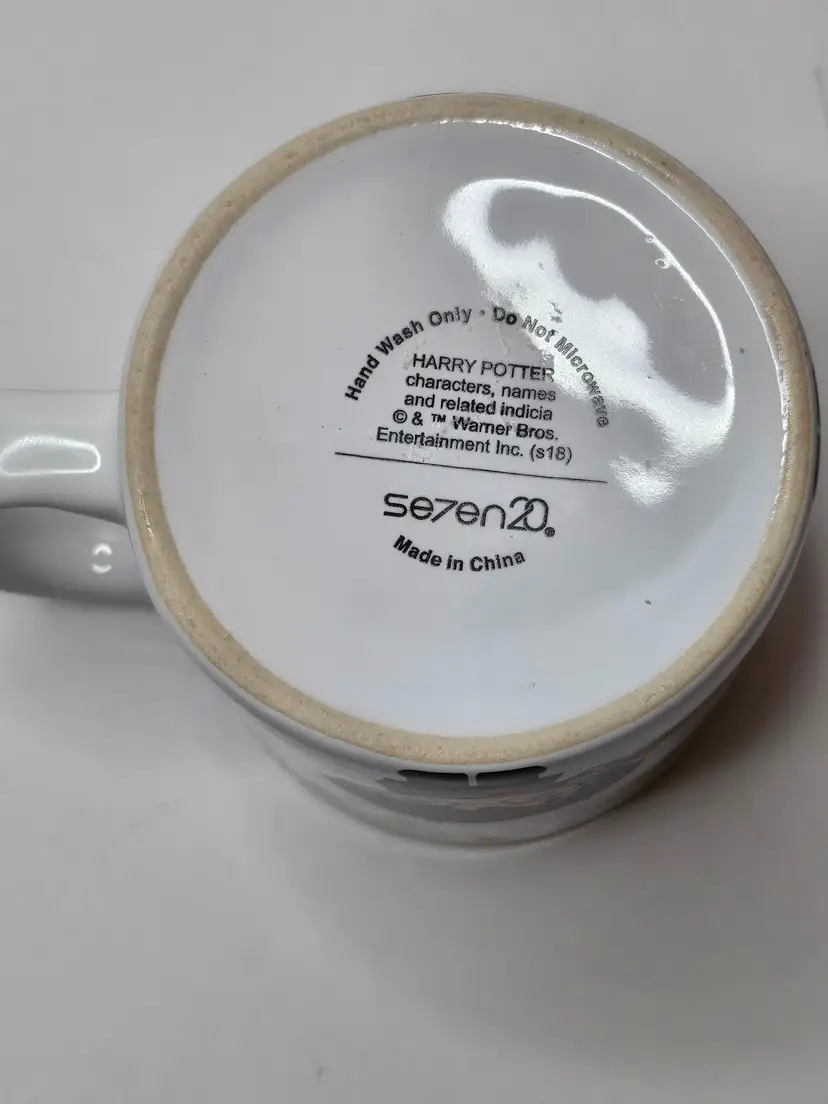 Hand Wash Only • Do Not Microwave
HARRY POTTER
characters, names
and related indicia
© & ™ Warner Bros.
Entertainment Inc. (s18)
se7en20®
Made in China